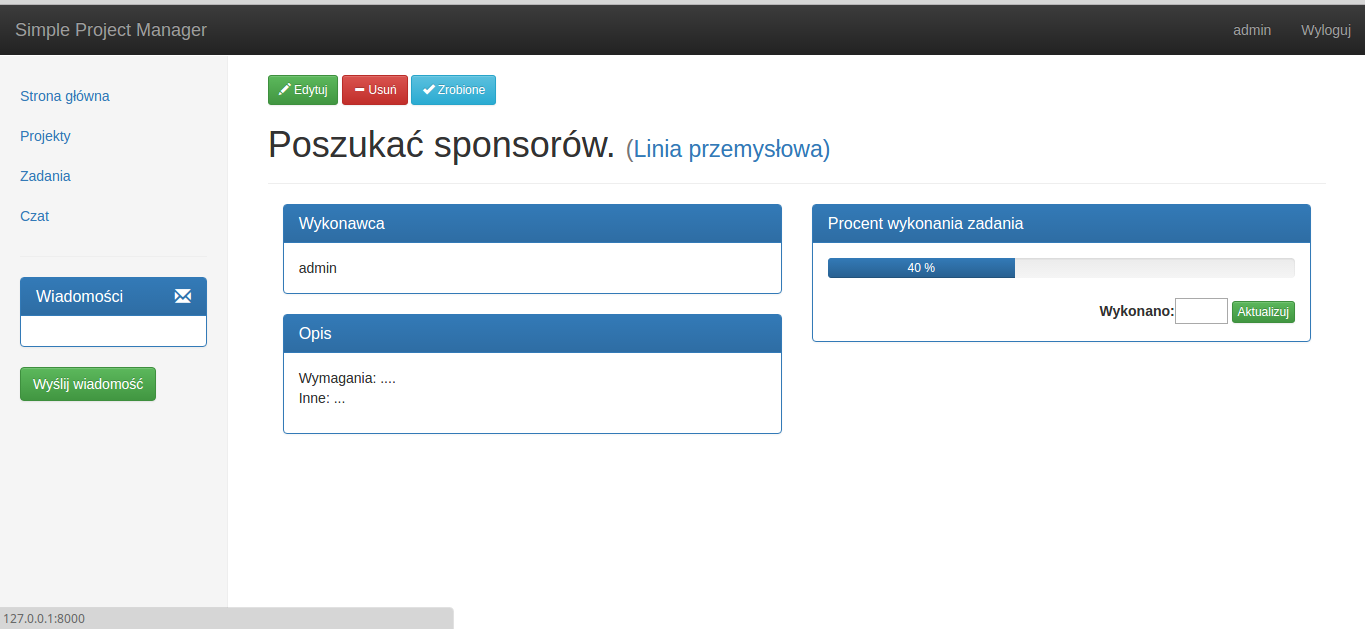 Simple Project Manager
admin
Wyloguj
Strona główna
Projekty
Zadania
Czat
Wiadomości
Wyślij wiadomość
Edytuj
Usuń
Zrobione
Poszukać sponsorów. (Linia przemysłowa)
Wykonawca
admin
Opis
Wymagania: ....
Inne: ...
Procent wykonania zadania
40 %
Wykonano:
Aktualizuj
127.0.0.1:8000